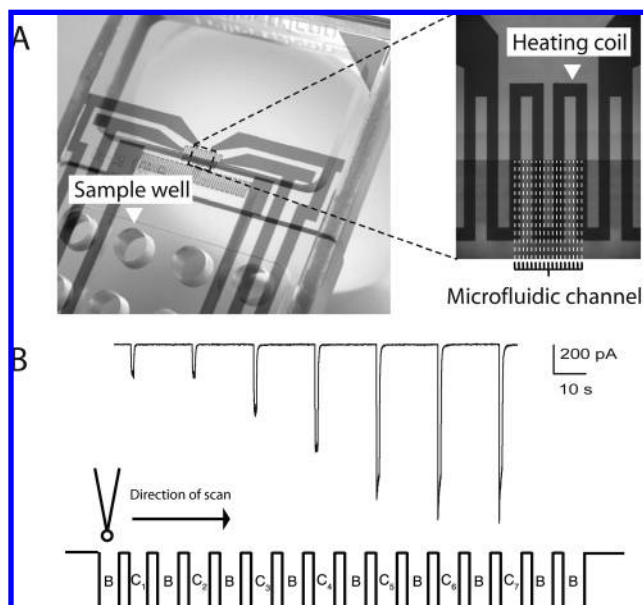 A
Heating coil
Sample well
Microfluidic channel
B
200 pA
10 s
Direction of scan
B C₁ B C₂ B C₃ B C₄ B C₅ B C₆ B C₇ B B